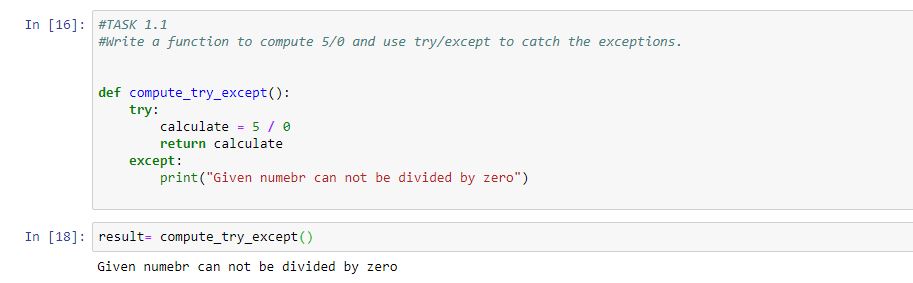 In [16]: #TASK 1.1
#Write a function to compute 5/0 and use try/except to catch the exceptions.
def compute_try_except():
try:
calculate = 5 / 0
return calculate
except:
print("Given numebr can not be divided by zero")
In [18]: result= compute_try_except()
Given numebr can not be divided by zero